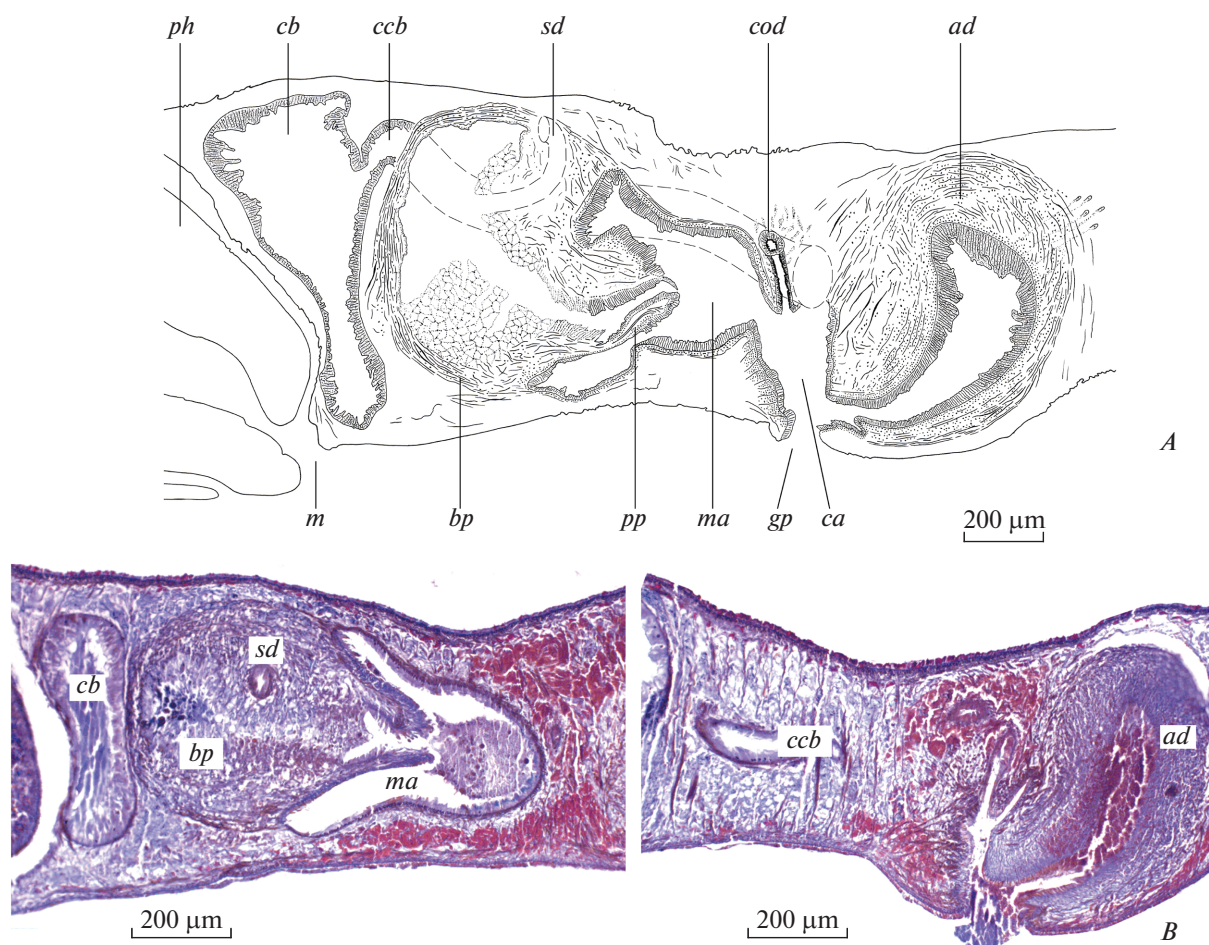 ph cb ccb sd cod ad
A
m bp pp ma gp ca
200 μm
cb sd bp ma
200 μm
ccb ad
200 μm
B